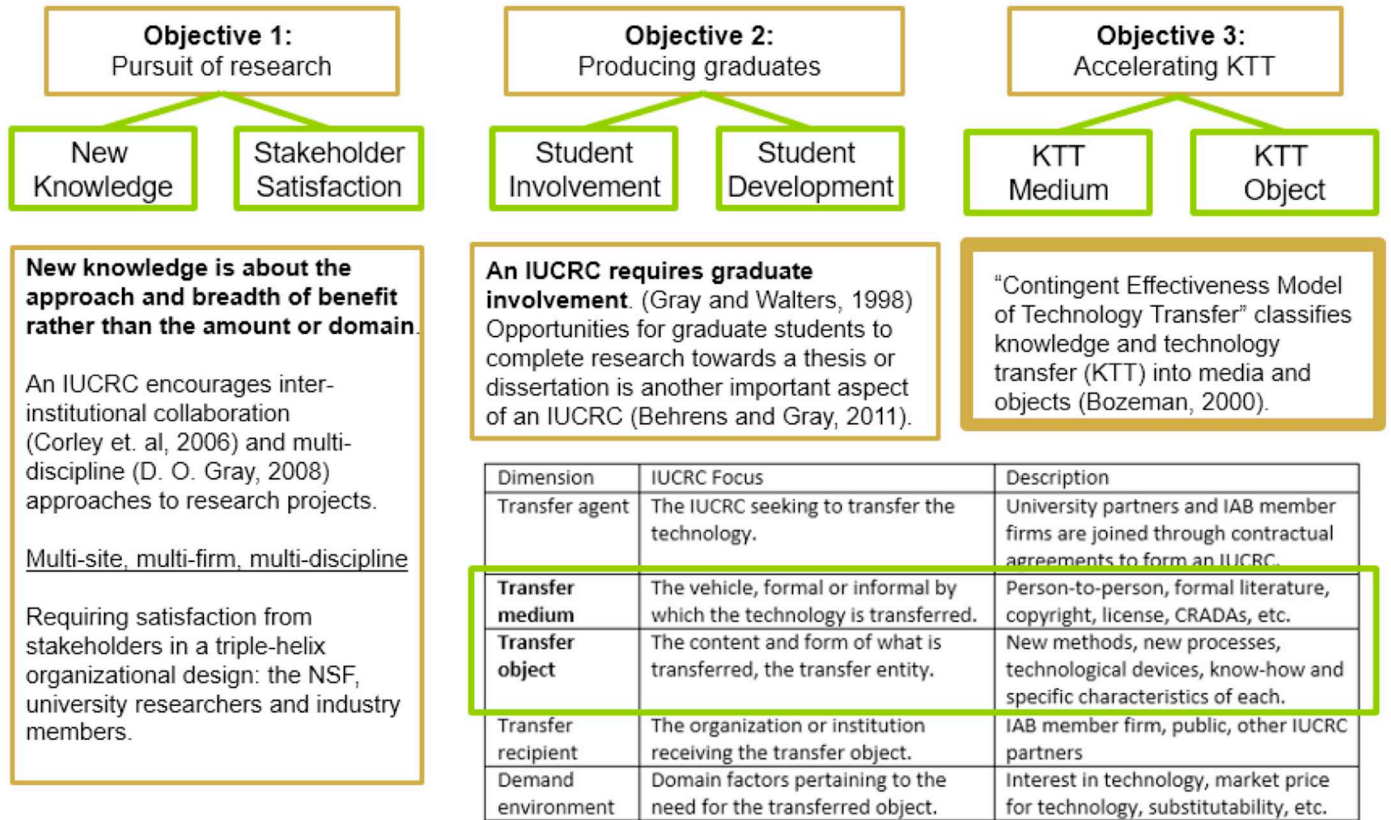 Objective 1:
Pursuit of research
New
Knowledge
Stakeholder
Satisfaction
New knowledge is about the
approach and breadth of benefit
rather than the amount or domain.
An IUCRC encourages inter-
institutional collaboration
(Corley et. al, 2006) and multi-
discipline (D. O. Gray, 2008)
approaches to research projects.
Multi-site, multi-firm, multi-discipline
Requiring satisfaction from
stakeholders in a triple-helix
organizational design: the NSF,
university researchers and industry
members.
Objective 2:
Producing graduates
Student
Involvement
Student
Development
An IUCRC requires graduate
involvement. (Gray and Walters, 1998)
Opportunities for graduate students to
complete research towards a thesis or
dissertation is another important aspect
of an IUCRC (Behrens and Gray, 2011).
Objective 3:
Accelerating KTT
KTT
Medium
KTT
Object
“Contingent Effectiveness Model
of Technology Transfer” classifies
knowledge and technology
transfer (KTT) into media and
objects (Bozeman, 2000).
Dimension
IUCRC Focus
Description
Transfer agent
The IUCRC seeking to transfer the
technology.
University partners and IAB member
firms are joined through contractual
agreements to form an IUCRC.
Transfer
medium
The vehicle, formal or informal by
which the technology is transferred.
Person-to-person, formal literature,
copyright, license, CRADAs, etc.
Transfer
object
The content and form of what is
transferred, the transfer entity.
New methods, new processes,
technological devices, know-how and
specific characteristics of each.
Transfer
recipient
The organization or institution
receiving the transfer object.
IAB member firm, public, other IUCRC
partners
Demand
environment
Domain factors pertaining to the
need for the transferred object.
Interest in technology, market price
for technology, substitutability, etc.